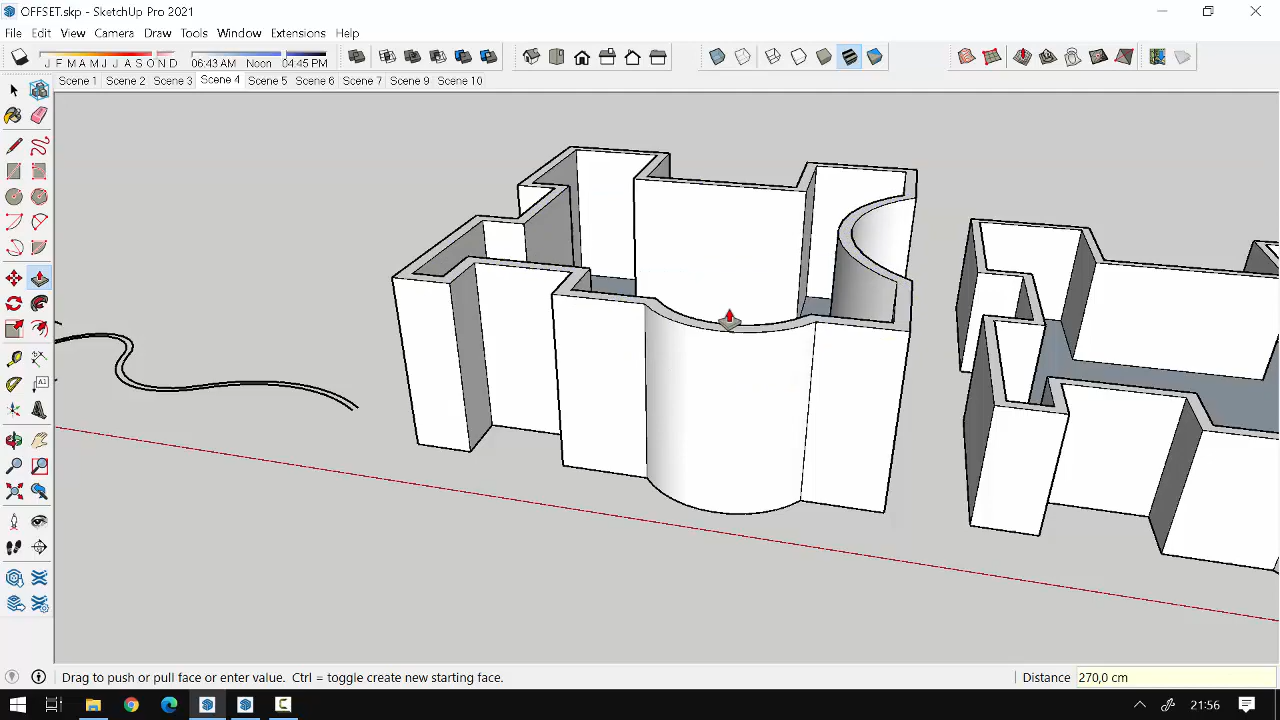 OFFSET.skp - SketchUp Pro 2021
File Edit View Camera Draw Tools Window Extensions Help
J F M A M J J A S O N D 06:43 AM Noon 04:45 PM
Scene 1 Scene 2 Scene 3 Scene 4 Scene 5 Scene 6 Scene 7 Scene 9 Scene 10
A1
Drag to push or pull face or enter value. Ctrl = toggle create new starting face.
Distance 270,0 cm
21:56